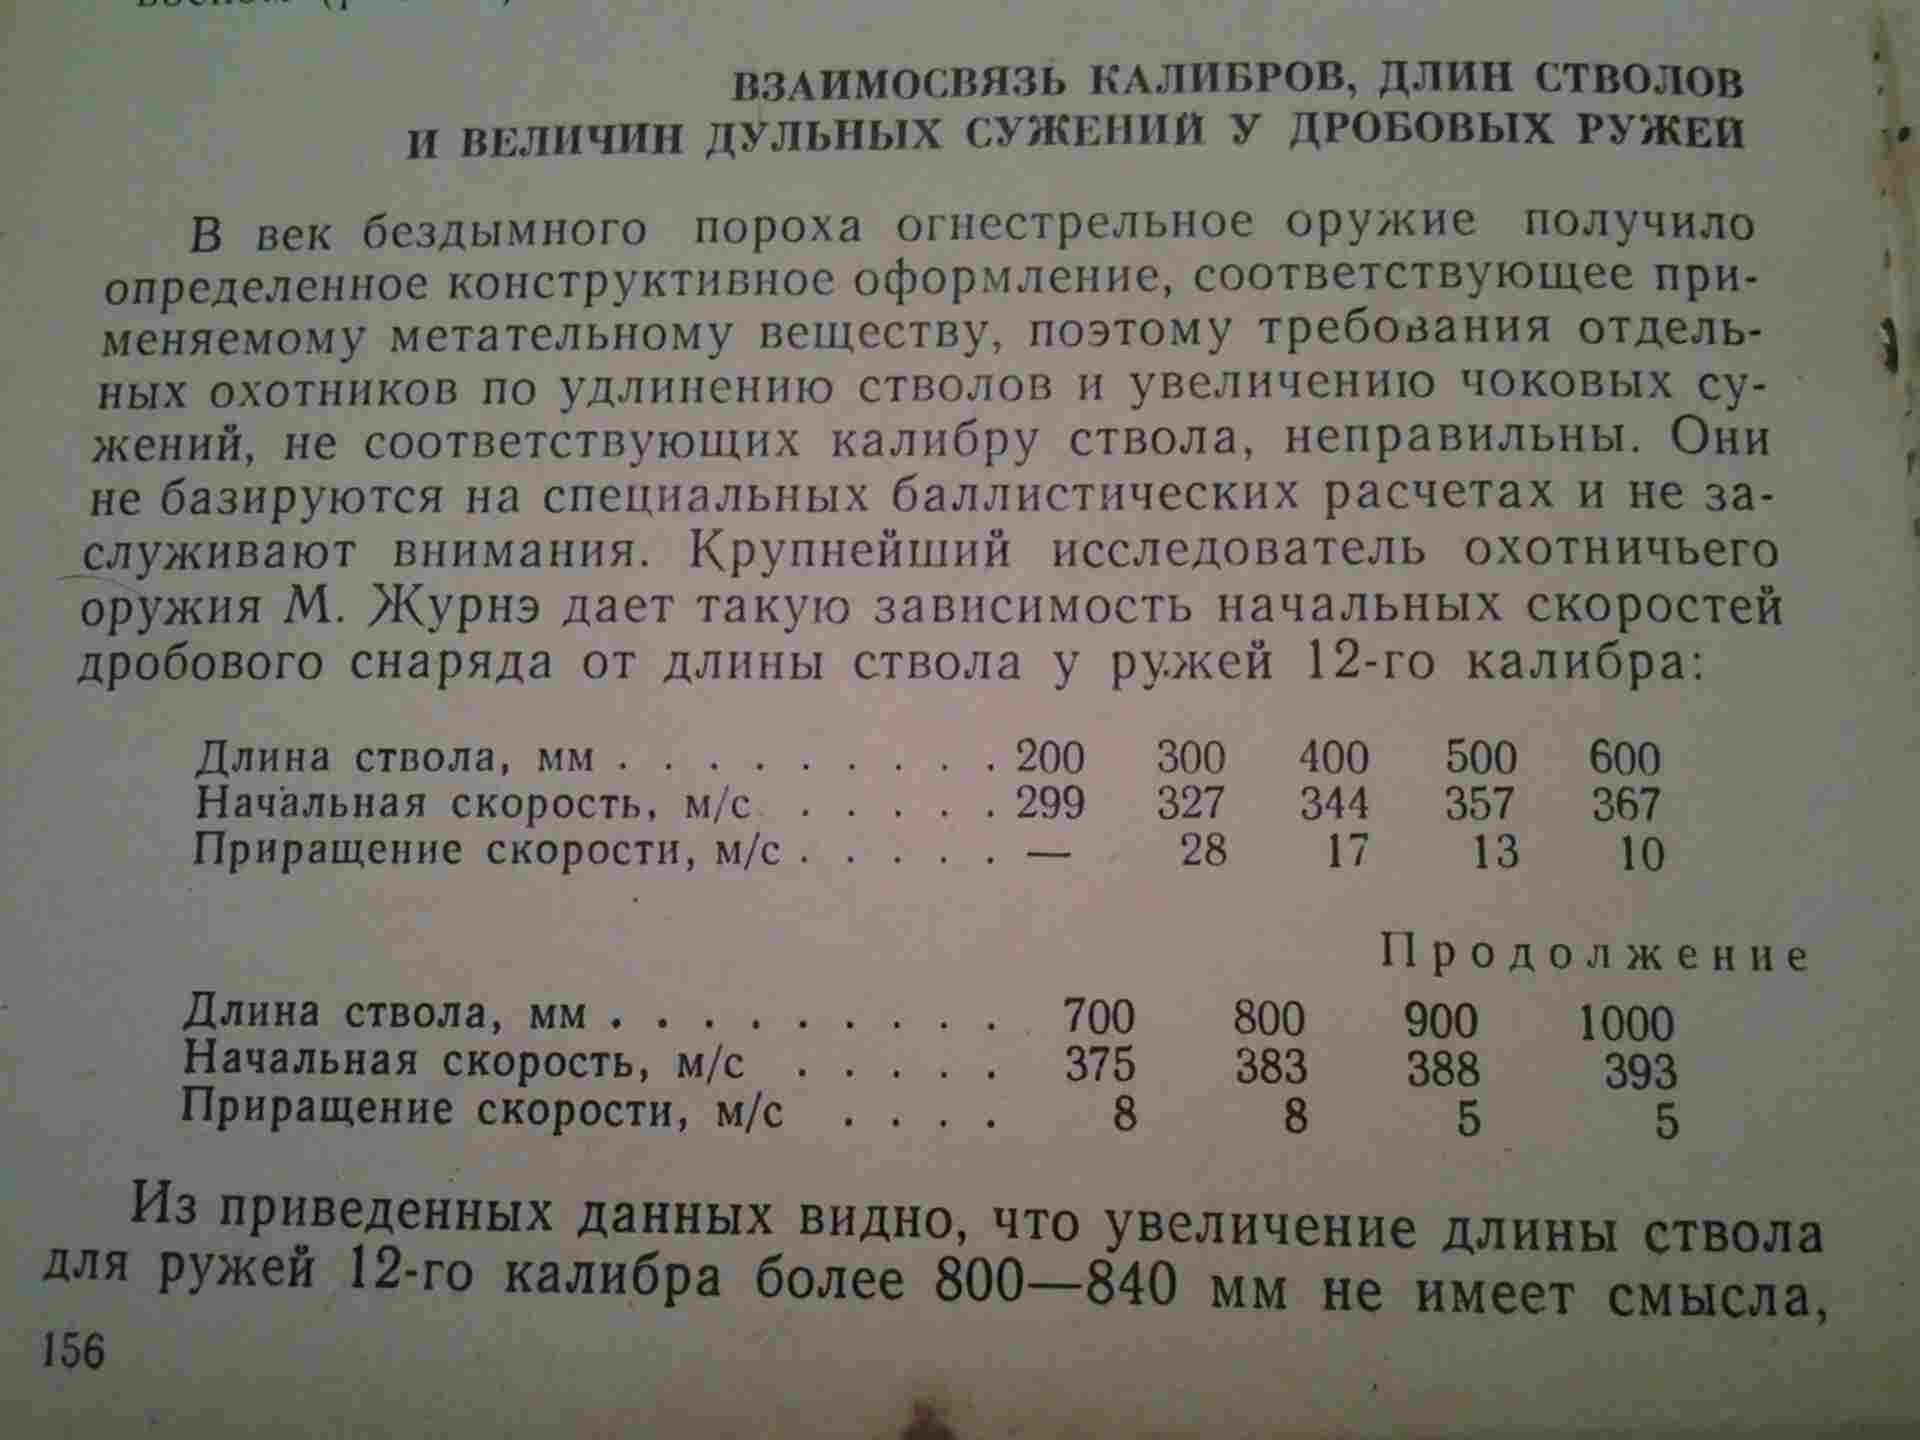 ВЗАИМОСВЯЗЬ КАЛИБРОВ, ДЛИН СТВОЛОВ
И ВЕЛИЧИН ДУЛЬНЫХ СУЖЕНИЙ У ДРОБОВЫХ РУЖЕЙ
В век бездымного пороха огнестрельное оружие получило
определенное конструктивное оформление, соответствующее при-
меняемому метательному веществу, поэтому требования отдель-
ных охотников по удлинению стволов и увеличению чоковых су-
жений, не соответствующих калибру ствола, неправильны. Они
не базируются на специальных баллистических расчетах и не за-
служивают внимания. Крупнейший исследователь охотничьего
оружия М. Журнэ дает такую зависимость начальных скоростей
дробового снаряда от длины ствола у ружей 12-го калибра:
Длина ствола, мм . . . . . . . . . 200 300 400 500 600
Начальная скорость, м/с . . . . . 299 327 344 357 367
Приращение скорости, м/с . . . . . — 28 17 13 10
Продолжение
Длина ствола, мм . . . . . . . . . 700 800 900 1000
Начальная скорость, м/с . . . . . 375 383 388 393
Приращение скорости, м/с . . . . 8 8 5 5
Из приведенных данных видно, что увеличение длины ствола
для ружей 12-го калибра более 800—840 мм не имеет смысла,
156